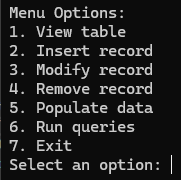 Menu Options:
1. View table
2. Insert record
3. Modify record
4. Remove record
5. Populate data
6. Run queries
7. Exit
Select an option: